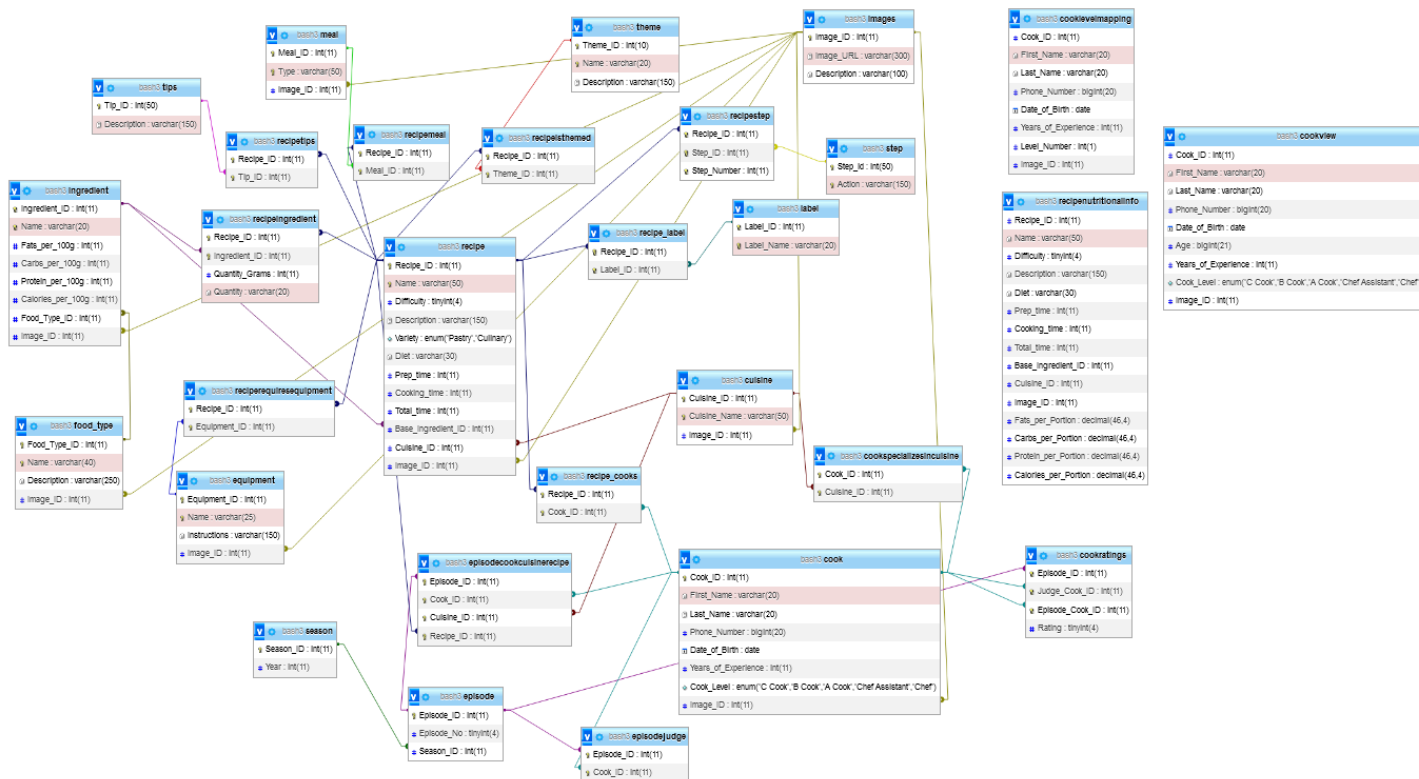 bash3 meal
Meal_ID : int(11)
Type : varchar(50)
Image_ID : int(11)
bash3 theme
Theme_ID : int(10)
Name : varchar(20)
Description : varchar(150)
bash3 images
Image_ID : int(11)
Image_URL : varchar(300)
Description : varchar(100)
bash3 cooklevelmapping
Cook_ID : int(11)
First_Name : varchar(20)
Last_Name : varchar(20)
Phone_Number : bigint(20)
Date_of_Birth : date
Years_of_Experience : int(11)
Level_Number : int(1)
Image_ID : int(11)
bash3 tips
Tip_ID : int(50)
Description : varchar(150)
bash3 recipetips
Recipe_ID : int(11)
Tip_ID : int(11)
bash3 recipemeal
Recipe_ID : int(11)
Meal_ID : int(11)
bash3 recipeisthemed
Recipe_ID : int(11)
Theme_ID : int(11)
bash3 recipestep
Recipe_ID : int(11)
Step_ID : int(11)
Step_Number : int(11)
bash3 step
Step_id : int(50)
Action : varchar(150)
bash3 cookview
Cook_ID : int(11)
First_Name : varchar(20)
Last_Name : varchar(20)
Phone_Number : bigint(20)
Date_of_Birth : date
Age : bigint(21)
Years_of_Experience : int(11)
Cook_Level : enum('C Cook','B Cook','A Cook','Chef Assistant','Chef'
Image_ID : int(11)
bash3 ingredient
Ingredient_ID : int(11)
Name : varchar(20)
Fats_per_100g : int(11)
Carbs_per_100g : int(11)
Protein_per_100g : int(11)
Calories_per_100g : int(11)
Food_Type_ID : int(11)
Image_ID : int(11)
bash3 recipeingredient
Recipe_ID : int(11)
Ingredient_ID : int(11)
Quantity_Grams : int(11)
Quantity : varchar(20)
bash3 recipe
Recipe_ID : int(11)
Name : varchar(50)
Difficulty : tinyint(4)
Description : varchar(150)
Variety : enum('Pastry','Culinary')
Diet : varchar(30)
Prep_time : int(11)
Cooking_time : int(11)
Total_time : int(11)
Base_Ingredient_ID : int(11)
Cuisine_ID : int(11)
Image_ID : int(11)
bash3 recipe_label
Recipe_ID : int(11)
Label_ID : int(11)
bash3 label
Label_ID : int(11)
Label_Name : varchar(20)
bash3 recipenutritionalinfo
Recipe_ID : int(11)
Name : varchar(50)
Difficulty : tinyint(4)
Description : varchar(150)
Diet : varchar(30)
Prep_time : int(11)
Cooking_time : int(11)
Total_time : int(11)
Base_Ingredient_ID : int(11)
Cuisine_ID : int(11)
Image_ID : int(11)
Fats_per_Portion : decimal(46,4)
Carbs_per_Portion : decimal(46,4)
Protein_per_Portion : decimal(46,4)
Calories_per_Portion : decimal(46,4)
bash3 reciperequiresequipment
Recipe_ID : int(11)
Equipment_ID : int(11)
bash3 cuisine
Cuisine_ID : int(11)
Cuisine_Name : varchar(50)
Image_ID : int(11)
bash3 food_type
Food_Type_ID : int(11)
Name : varchar(40)
Description : varchar(250)
Image_ID : int(11)
bash3 equipment
Equipment_ID : int(11)
Name : varchar(25)
Instructions : varchar(150)
Image_ID : int(11)
bash3 recipe_cooks
Recipe_ID : int(11)
Cook_ID : int(11)
bash3 cookspecializesincuisine
Cook_ID : int(11)
Cuisine_ID : int(11)
bash3 episodecookcuisinerecipe
Episode_ID : int(11)
Cook_ID : int(11)
Cuisine_ID : int(11)
Recipe_ID : int(11)
bash3 cook
Cook_ID : int(11)
First_Name : varchar(20)
Last_Name : varchar(20)
Phone_Number : bigint(20)
Date_of_Birth : date
Years_of_Experience : int(11)
Cook_Level : enum('C Cook','B Cook','A Cook','Chef Assistant','Chef')
Image_ID : int(11)
bash3 cookratings
Episode_ID : int(11)
Judge_Cook_ID : int(11)
Episode_Cook_ID : int(11)
Rating : tinyint(4)
bash3 season
Season_ID : int(11)
Year : int(11)
bash3 episode
Episode_ID : int(11)
Episode_No : tinyint(4)
Season_ID : int(11)
bash3 episodejudge
Episode_ID : int(11)
Cook_ID : int(11)